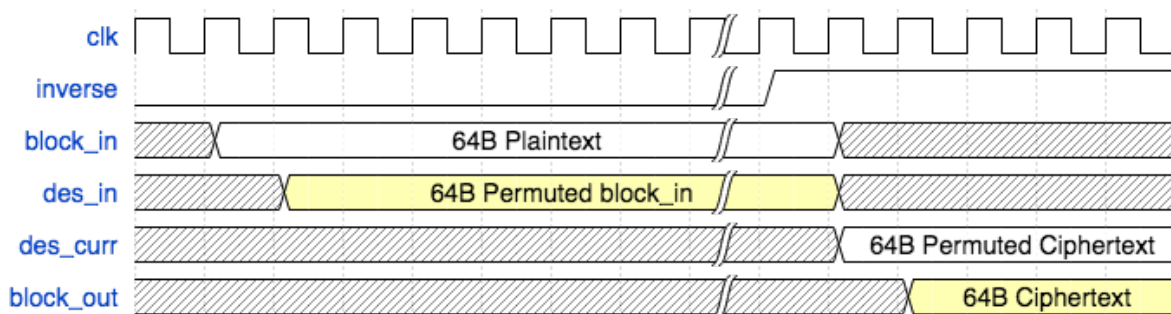 clk
inverse
block_in 64B Plaintext
des_in 64B Permuted block_in
des_curr 64B Permuted Ciphertext
block_out 64B Ciphertext